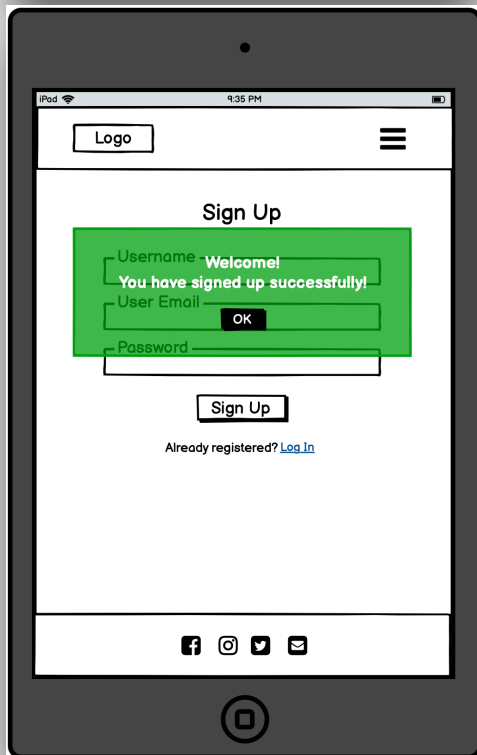 iPad 9:35 PM
Logo
Sign Up
Username
Welcome!
You have signed up successfully!
User Email
OK
Password
Sign Up
Already registered? Log In